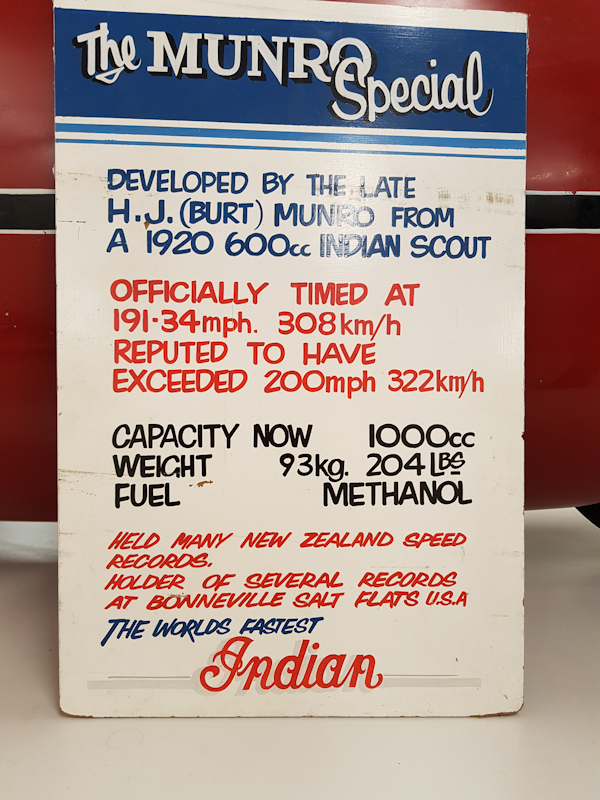 The MUNRO Special
DEVELOPED BY THE LATE
H.J. (BURT) MUNRO FROM
A 1920 600cc INDIAN SCOUT
OFFICIALLY TIMED AT
191·34mph. 308km/h
REPUTED TO HAVE
EXCEEDED 200mph 322km/h
CAPACITY NOW 1000cc
WEIGHT 93kg. 204LBS
FUEL METHANOL
HELD MANY NEW ZEALAND SPEED
RECORDS.
HOLDER OF SEVERAL RECORDS
AT BONNEVILLE SALT FLATS U.S.A
THE WORLDS FASTEST
Indian